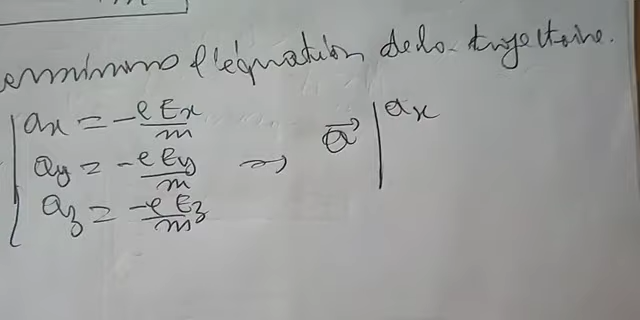 l'équation de la trajectoire.
ax = -eEx/m
ay = -eEy/m → a⃗ | ax
az = -eEz/m